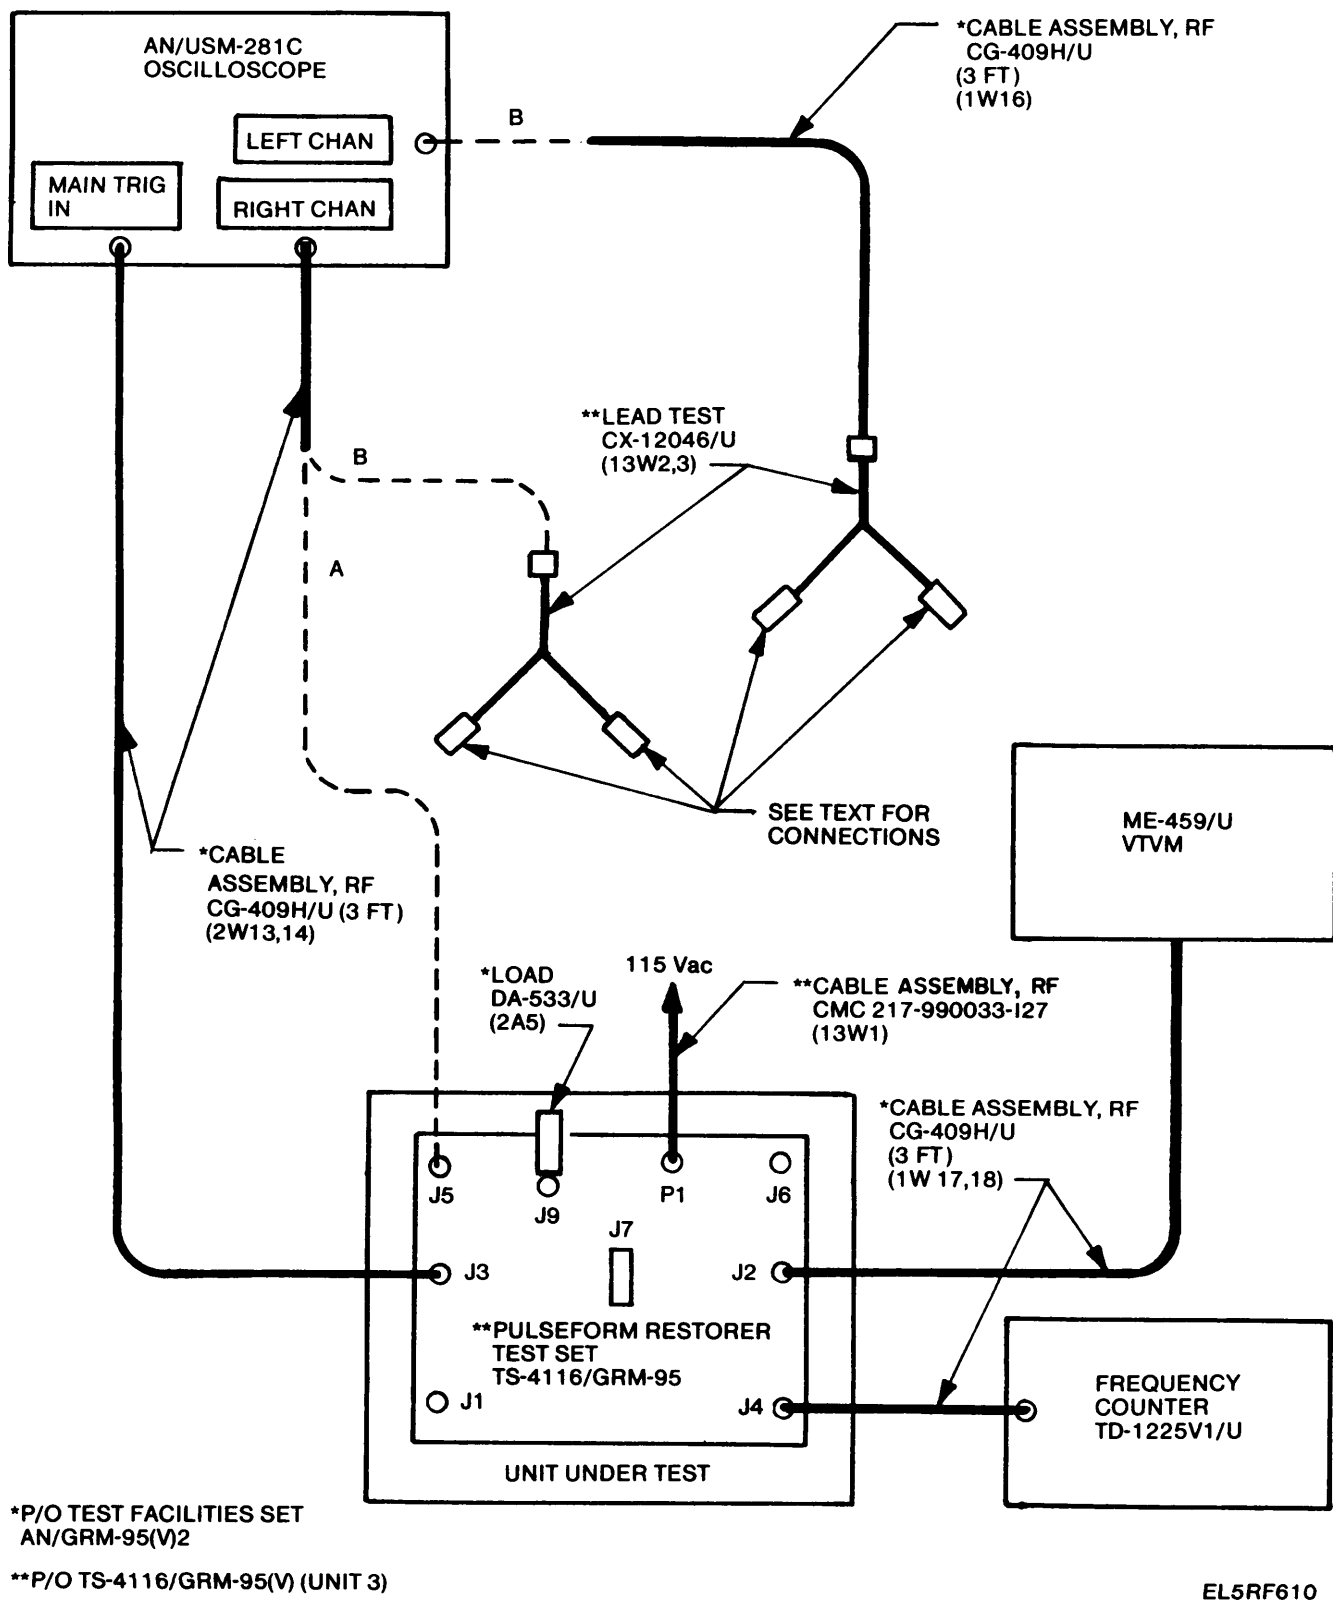 AN/USM-281C
OSCILLOSCOPE
LEFT CHAN
MAIN TRIG
IN
RIGHT CHAN
B
*CABLE ASSEMBLY, RF
CG-409H/U
(3 FT)
(1W16)
**LEAD TEST
CX-12046/U
(13W2,3)
B
A
SEE TEXT FOR
CONNECTIONS
ME-459/U
VTVM
*CABLE
ASSEMBLY, RF
CG-409H/U (3 FT)
(2W13,14)
*LOAD
DA-533/U
(2A5)
115 Vac
**CABLE ASSEMBLY, RF
CMC 217-990033-127
(13W1)
*CABLE ASSEMBLY, RF
CG-409H/U
(3 FT)
(1W 17,18)
J5
J9
P1
J6
J7
J3
J2
**PULSEFORM RESTORER
TEST SET
TS-4116/GRM-95
J1
J4
FREQUENCY
COUNTER
TD-1225V1/U
UNIT UNDER TEST
*P/O TEST FACILITIES SET
AN/GRM-95(V)2
**P/O TS-4116/GRM-95(V) (UNIT 3)
EL5RF610